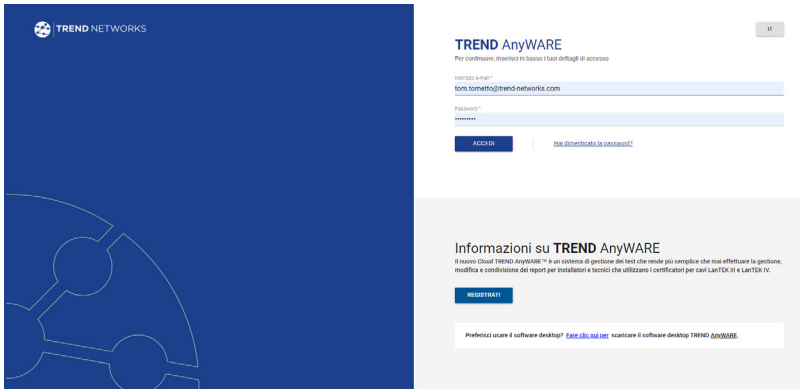 TREND NETWORKS
IT
TREND AnyWARE
Per continuare, inserisci in basso i tuoi dettagli di accesso
Indirizzo e-mail *
tom.tometto@trend-networks.com
Password *
•••••••••
ACCEDI
Hai dimenticato la password?
Informazioni su TREND AnyWARE
Il nuovo Cloud TREND AnyWARE™ è un sistema di gestione dei test che rende più semplice che mai effettuare la gestione,
modifica e condivisione dei report per installatori e tecnici che utilizzano i certificatori per cavi LanTEK III e LanTEK IV.
REGISTRATI
Preferisci usare il software desktop? Fare clic qui per scaricare il software desktop TREND AnyWARE.